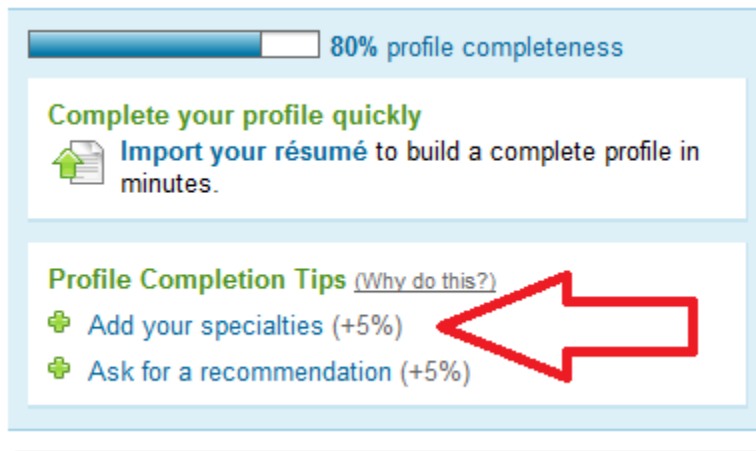 80% profile completeness
Complete your profile quickly
Import your résumé to build a complete profile in
minutes.
Profile Completion Tips (Why do this?)
Add your specialties (+5%)
Ask for a recommendation (+5%)